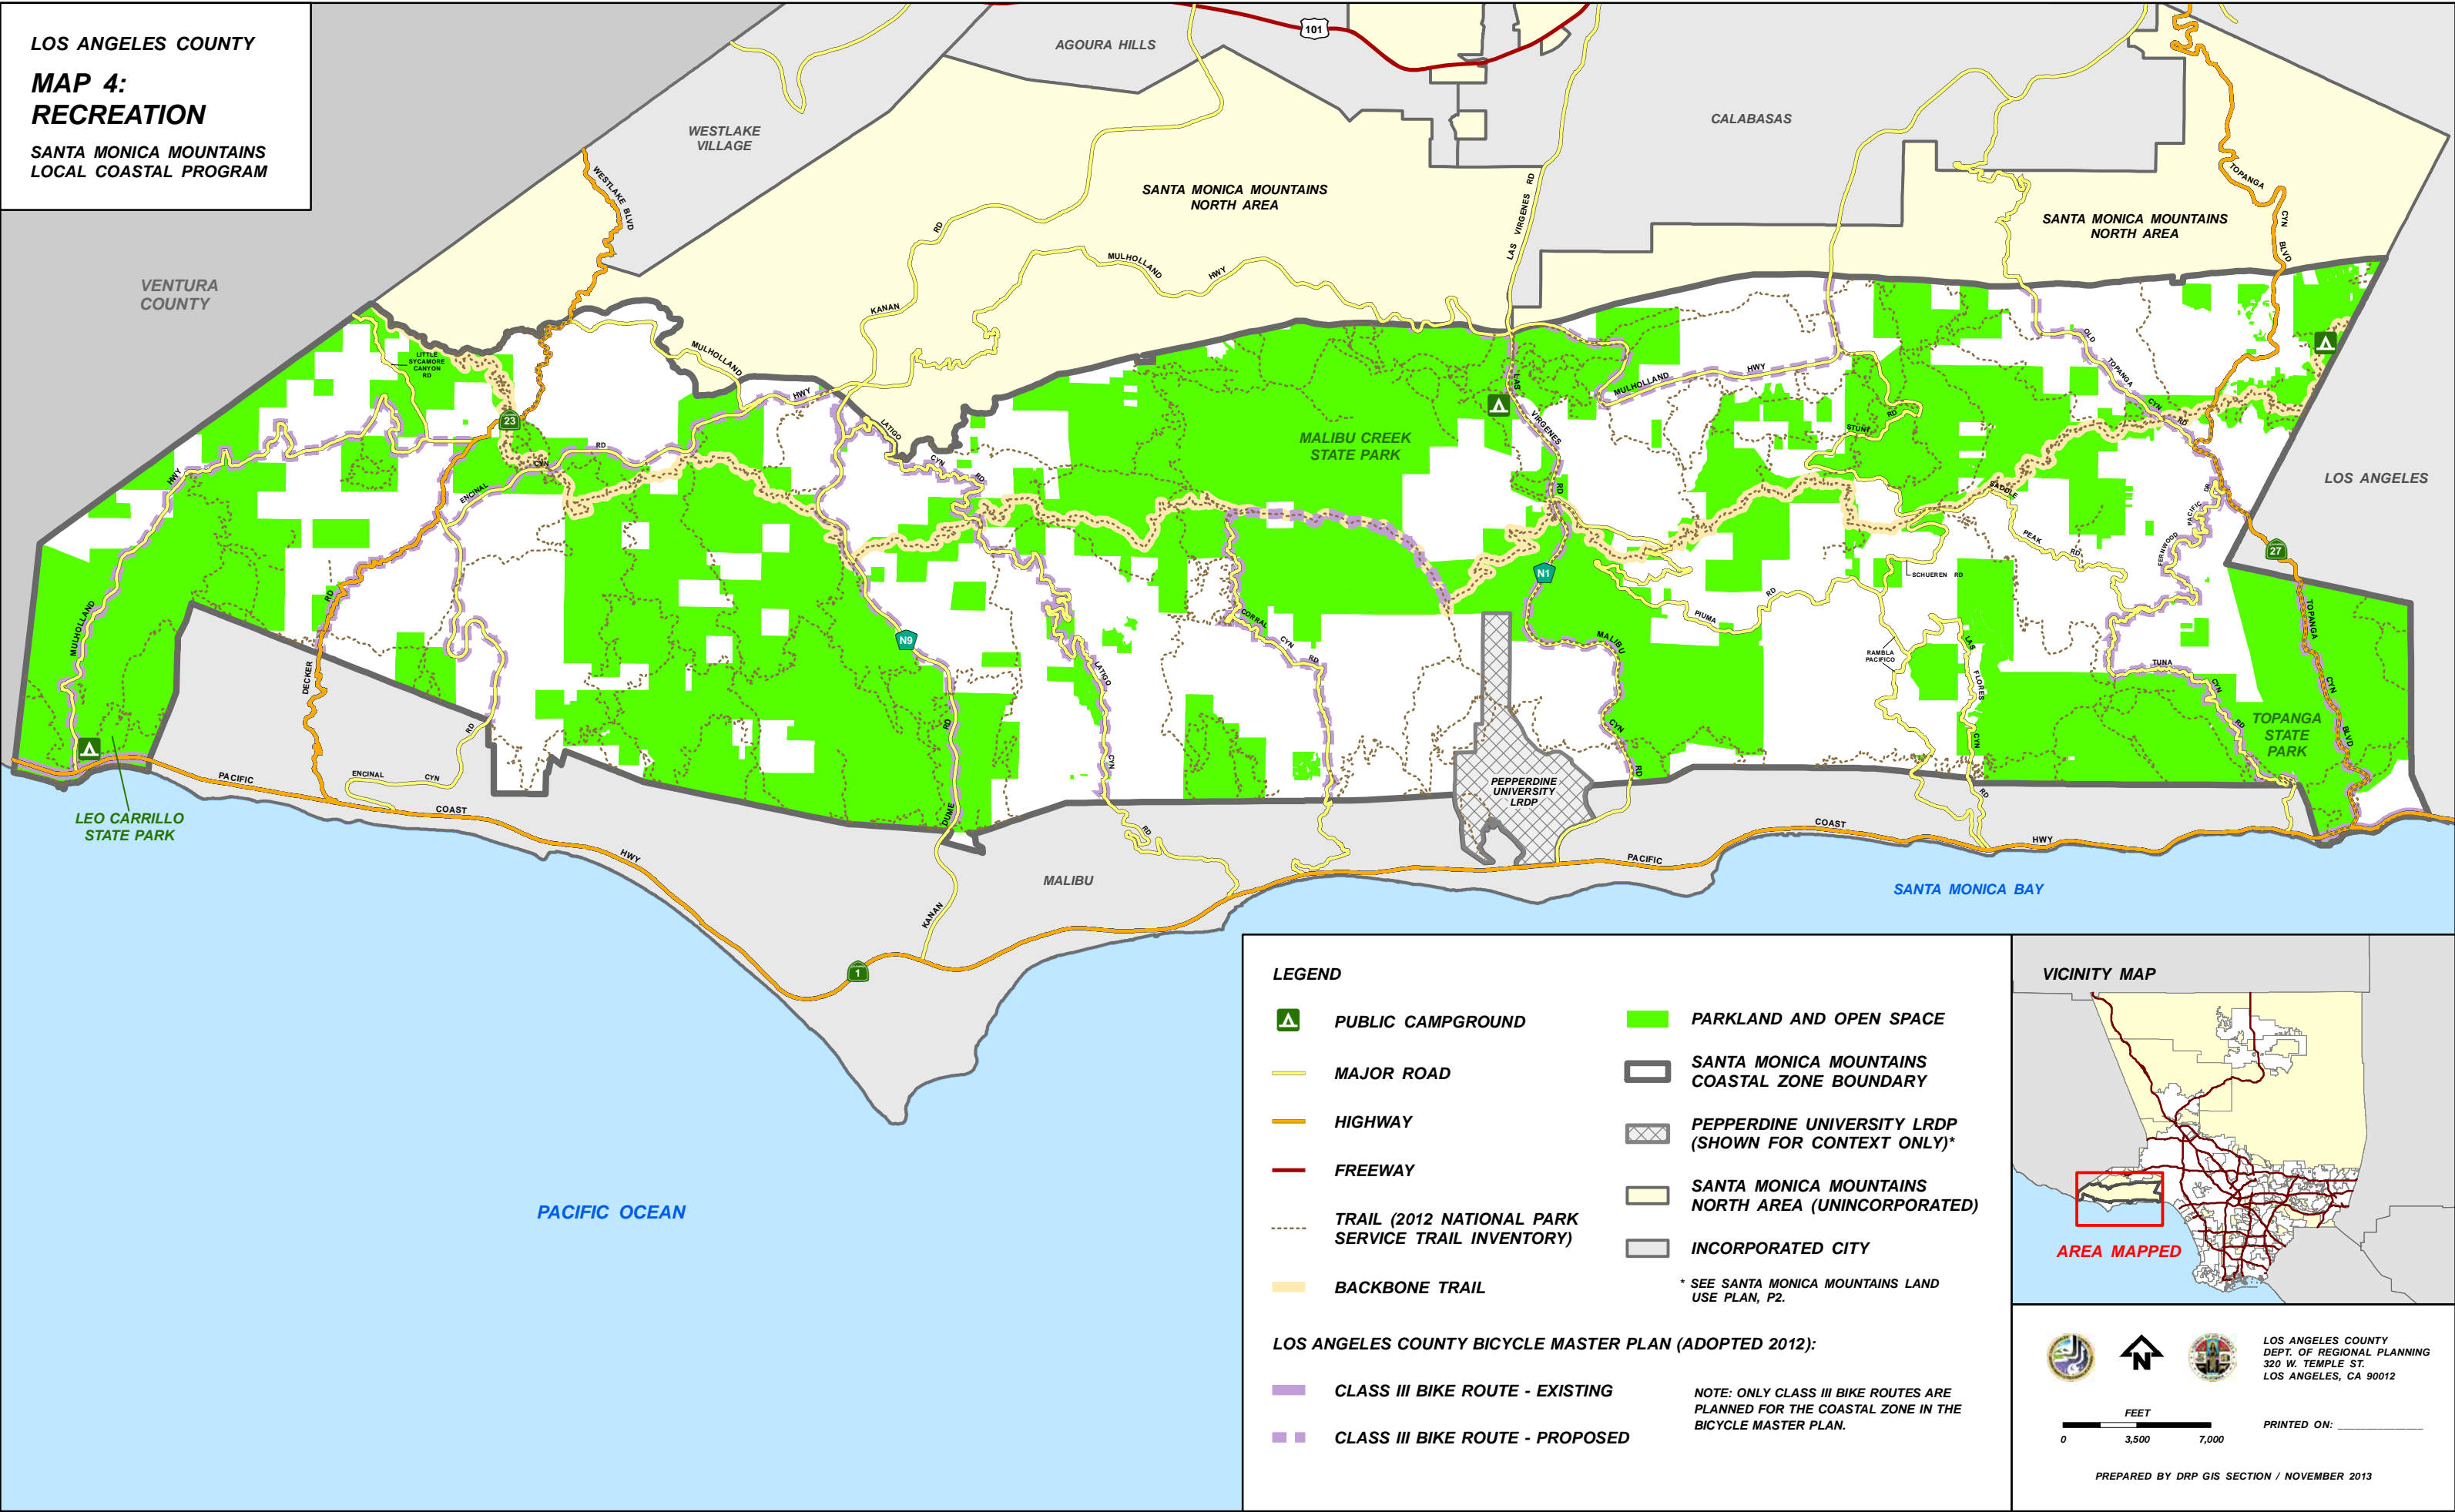 LOS ANGELES COUNTY
MAP 4:
RECREATION
SANTA MONICA MOUNTAINS
LOCAL COASTAL PROGRAM
101
AGOURA HILLS
WESTLAKE
VILLAGE
CALABASAS
VENTURA
COUNTY
WESTLAKE BLVD
SANTA MONICA MOUNTAINS
NORTH AREA
LAS VIRGENES RD
SANTA MONICA MOUNTAINS
NORTH AREA
TOPANGA
CYN
BLVD
RD
KANAN
MULHOLLAND
HWY
LITTLE
SYCAMORE
CANYON
RD
MULHOLLAND
HWY
23
LATIGO
CYN
RD
MALIBU CREEK
STATE PARK
LAS
VIRGENES
RD
MULHOLLAND
HWY
STUNT
RD
OLD
TOPANGA
CYN
RD
LOS ANGELES
HWY
MULHOLLAND
ENCINAL
CYN
RD
RD
DECKER
SADDLE
PEAK
RD
PACIFIC
DR
FERNWOOD
27
SCHUEREN RD
N1
N9
CORRAL
CYN
RD
PIUMA
RD
MALIBU
CYN
RD
RAMBLA
PACIFICO
LAS
FLORES
CYN
RD
TUNA
CYN
RD
TOPANGA
CYN
BLVD
TOPANGA
STATE
PARK
LATIGO
CYN
RD
RD
DUME
KANAN
RD
ENCINAL
CYN
PACIFIC
COAST
HWY
LEO CARRILLO
STATE PARK
PEPPERDINE
UNIVERSITY
LRDP
MALIBU
PACIFIC
COAST
HWY
SANTA MONICA BAY
1
PACIFIC OCEAN
LEGEND
PUBLIC CAMPGROUND
MAJOR ROAD
HIGHWAY
FREEWAY
TRAIL (2012 NATIONAL PARK
SERVICE TRAIL INVENTORY)
BACKBONE TRAIL
PARKLAND AND OPEN SPACE
SANTA MONICA MOUNTAINS
COASTAL ZONE BOUNDARY
PEPPERDINE UNIVERSITY LRDP
(SHOWN FOR CONTEXT ONLY)*
SANTA MONICA MOUNTAINS
NORTH AREA (UNINCORPORATED)
INCORPORATED CITY
* SEE SANTA MONICA MOUNTAINS LAND
USE PLAN, P2.
LOS ANGELES COUNTY BICYCLE MASTER PLAN (ADOPTED 2012):
CLASS III BIKE ROUTE - EXISTING
CLASS III BIKE ROUTE - PROPOSED
NOTE: ONLY CLASS III BIKE ROUTES ARE
PLANNED FOR THE COASTAL ZONE IN THE
BICYCLE MASTER PLAN.
VICINITY MAP
AREA MAPPED
N
LOS ANGELES COUNTY
DEPT. OF REGIONAL PLANNING
320 W. TEMPLE ST.
LOS ANGELES, CA 90012
FEET
0 3,500 7,000
PRINTED ON: _______________
PREPARED BY DRP GIS SECTION / NOVEMBER 2013